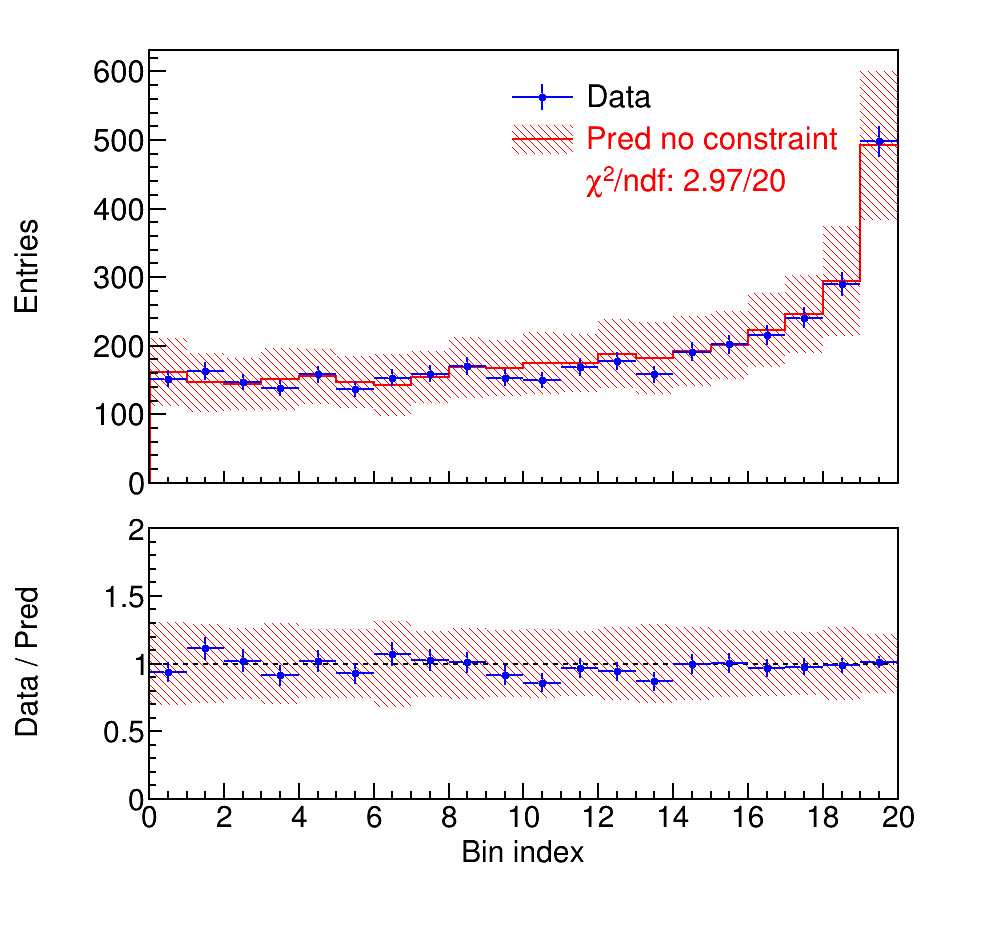 600
500
400
300
200
100
0
Entries
Data
Pred no constraint
χ²/ndf: 2.97/20
2
1.5
1
0.5
0
Data / Pred
0 2 4 6 8 10 12 14 16 18 20
Bin index